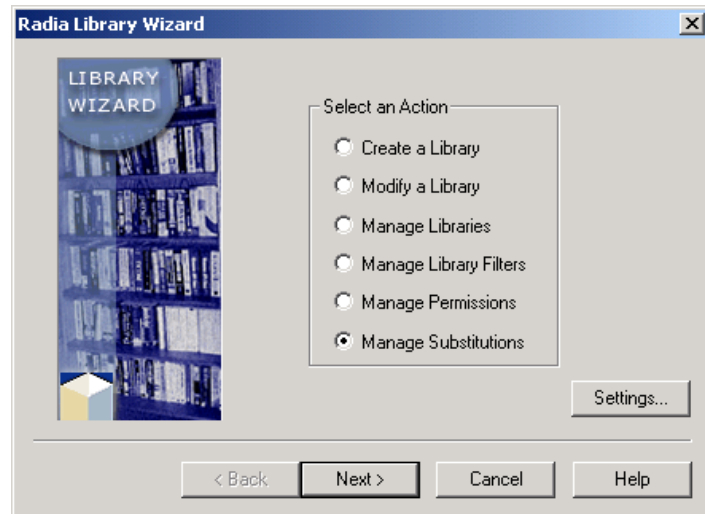 Radia Library Wizard
LIBRARY
WIZARD
Select an Action
Create a Library
Modify a Library
Manage Libraries
Manage Library Filters
Manage Permissions
Manage Substitutions
Settings...
< Back
Next >
Cancel
Help